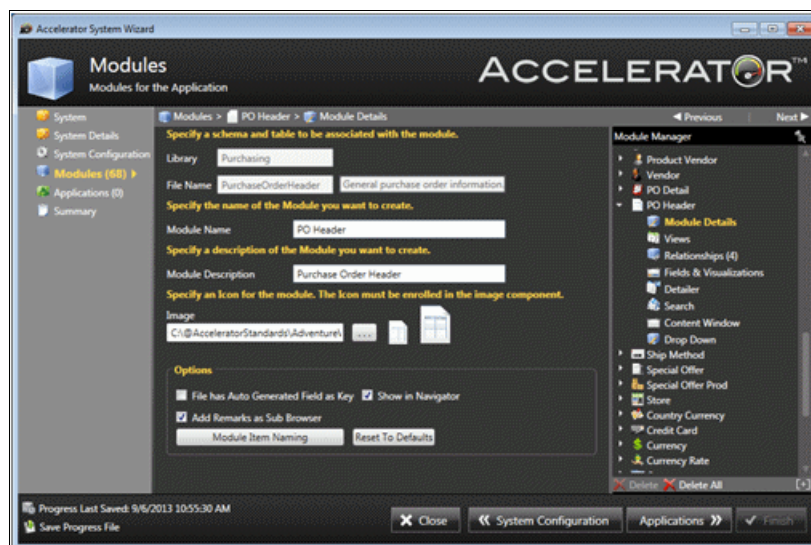 Accelerator System Wizard
Modules
Modules for the Application
ACCELERATOR™
System
System Details
System Configuration
Modules (68)
Applications (0)
Summary
Modules > PO Header > Module Details
Previous
Next
Specify a schema and table to be associated with the module.
Library
Purchasing
File Name
PurchaseOrderHeader
General purchase order information.
Specify the name of the Module you want to create.
Module Name
PO Header
Specify a description of the Module you want to create.
Module Description
Purchase Order Header
Specify an Icon for the module. The Icon must be enrolled in the image component.
Image
C:\@AcceleratorStandards\Adventure\
...
Options
File has Auto Generated Field as Key
Show in Navigator
Add Remarks as Sub Browser
Module Item Naming
Reset To Defaults
Module Manager
Product Vendor
Vendor
PO Detail
PO Header
Module Details
Views
Relationships (4)
Fields & Visualizations
Detailer
Search
Content Window
Drop Down
Ship Method
Special Offer
Special Offer Prod
Store
Country Currency
Credit Card
Currency
Currency Rate
Delete
Delete All
[+]
Progress Last Saved: 9/6/2013 10:55:30 AM
Save Progress File
Close
System Configuration
Applications
Finish